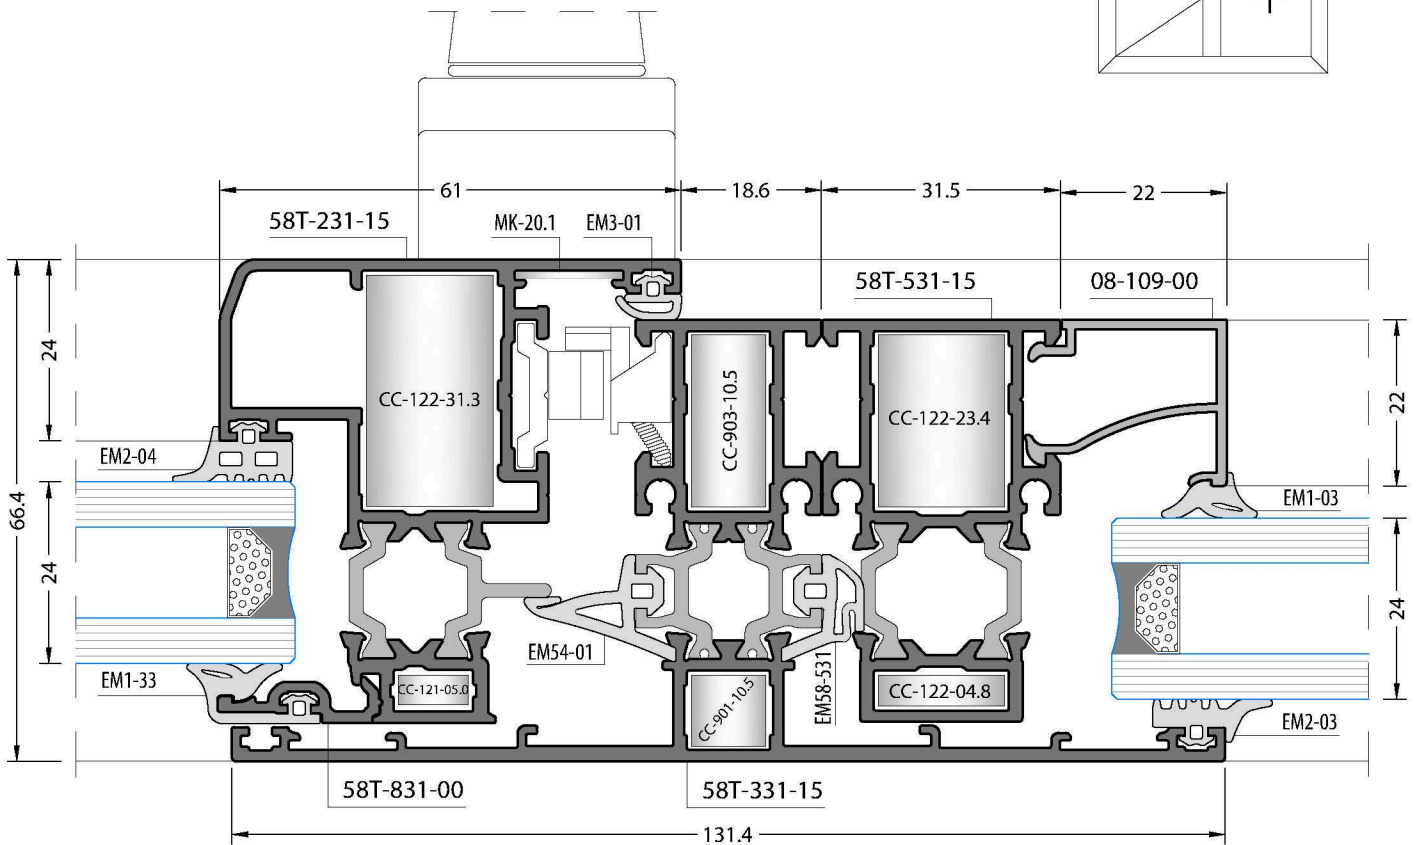 61
18.6
31.5
22
58T-231-15
MK-20.1
EM3-01
58T-531-15
08-109-00
24
CC-122-31.3
CC-903-10.5
CC-122-23.4
22
EM2-04
EM1-03
66.4
24
24
EM54-01
EM58-531
EM1-33
CC-121-05.0
CC-901-10.5
CC-122-04.8
EM2-03
58T-831-00
58T-331-15
131.4